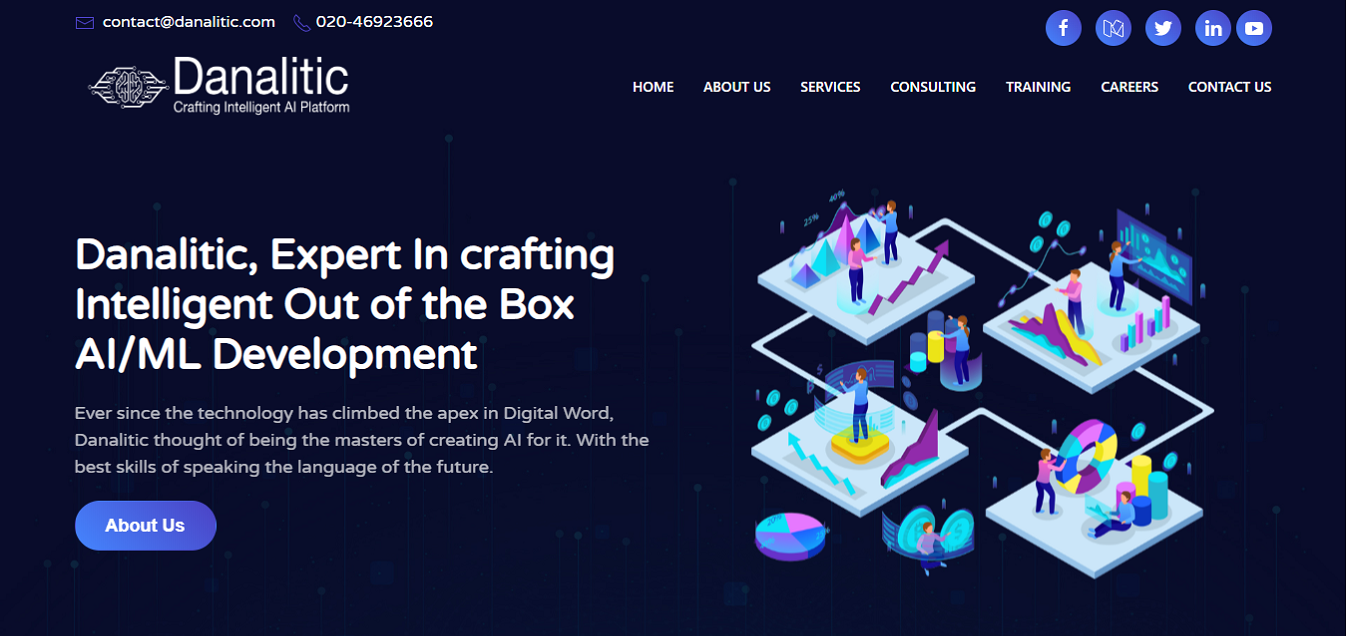 contact@danalitic.com 020-46923666
Danalitic
Crafting Intelligent AI Platform
HOME ABOUT US SERVICES CONSULTING TRAINING CAREERS CONTACT US
Danalitic, Expert In crafting
Intelligent Out of the Box
AI/ML Development
Ever since the technology has climbed the apex in Digital Word,
Danalitic thought of being the masters of creating AI for it. With the
best skills of speaking the language of the future.
About Us
40%
25%
20%